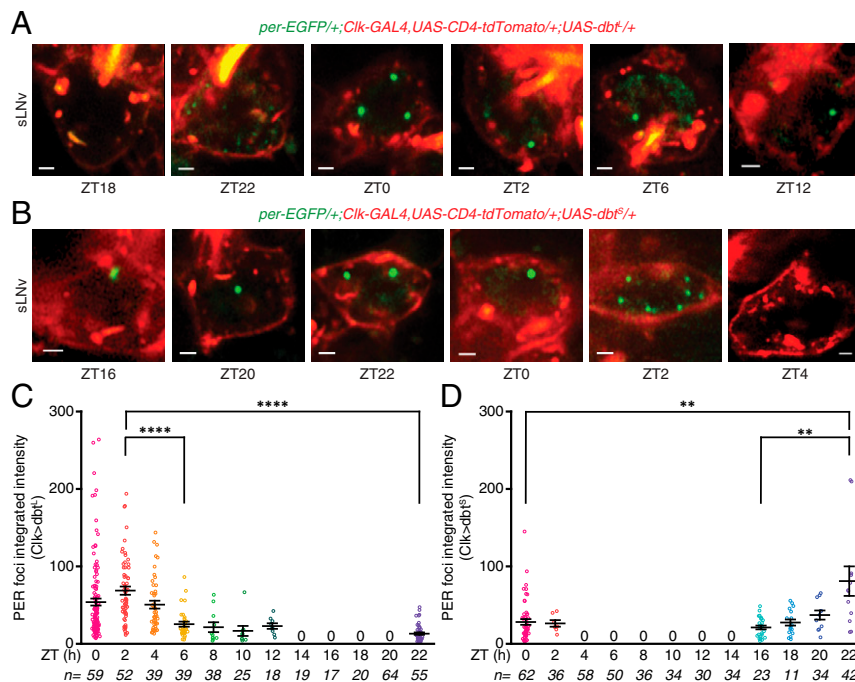 A
per-EGFP/+;Clk-GAL4,UAS-CD4-tdTomato/+;UAS-dbtᴸ/+
sLNv
ZT18 ZT22 ZT0 ZT2 ZT6 ZT12
B
per-EGFP/+;Clk-GAL4,UAS-CD4-tdTomato/+;UAS-dbtˢ/+
sLNv
ZT16 ZT20 ZT22 ZT0 ZT2 ZT4
C
PER foci integrated intensity
(Clk>dbtᴸ)
300
200
100
0
****
****
0 0 0 0
ZT (h) 0 2 4 6 8 10 12 14 16 18 20 22
n= 59 52 39 39 38 25 18 19 17 20 64 55
D
PER foci integrated intensity
(Clk>dbtˢ)
300
200
100
0
**
**
0 0 0 0 0 0
ZT (h) 0 2 4 6 8 10 12 14 16 18 20 22
n= 62 36 58 50 36 34 30 34 23 11 34 42